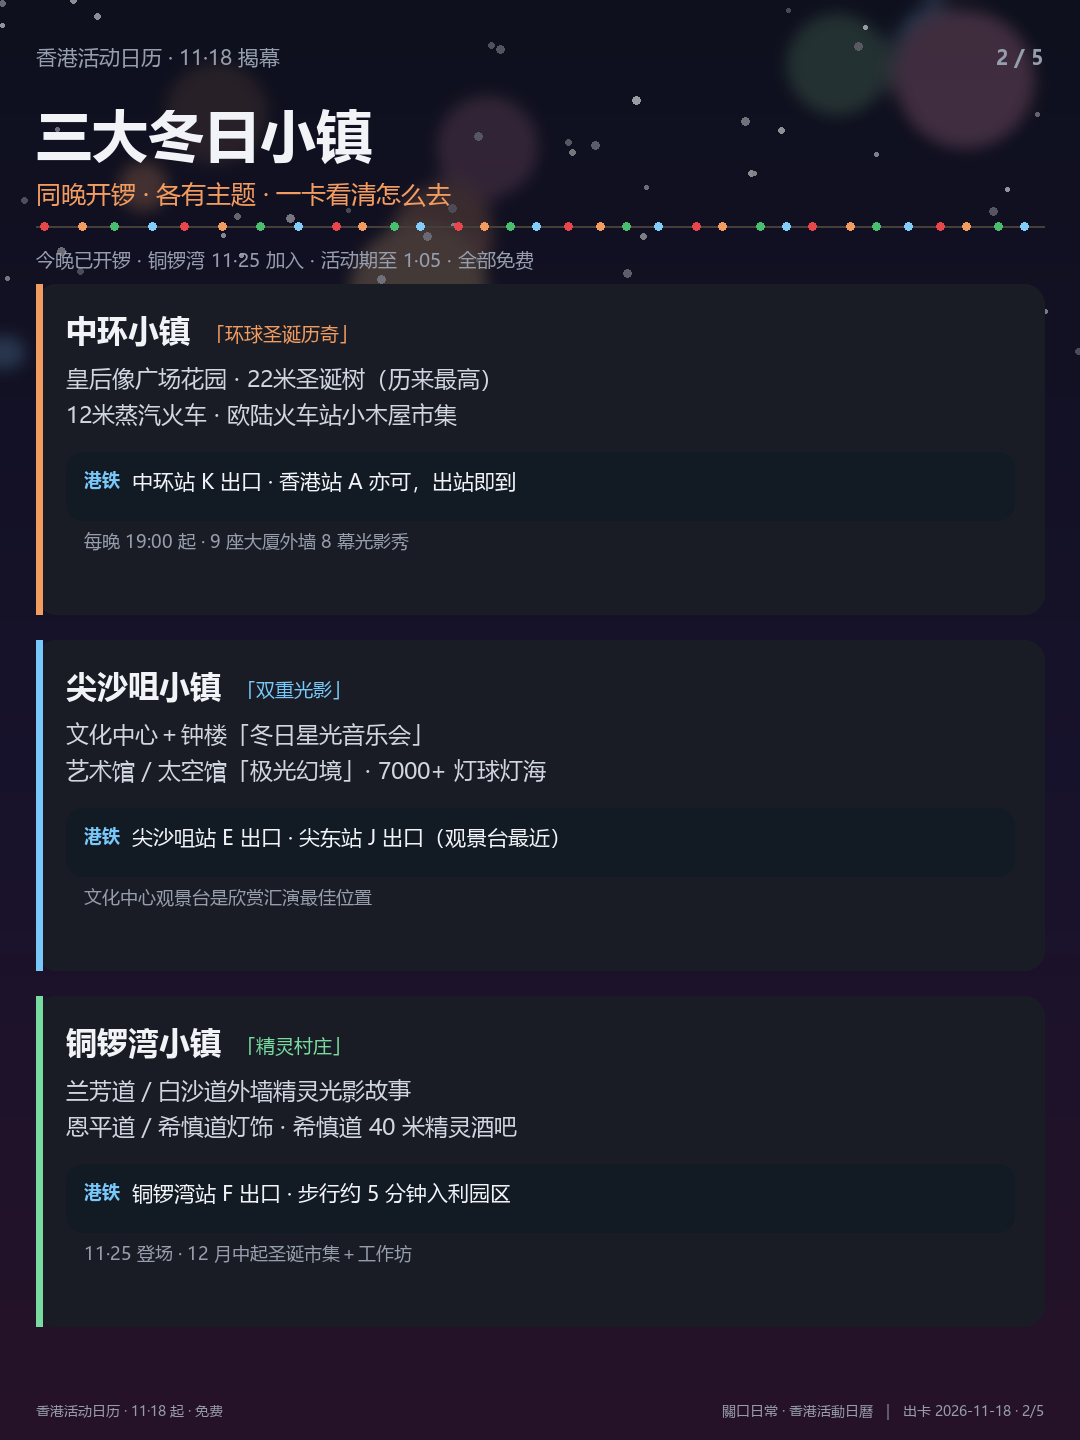 香港活动日历 · 11·18 揭幕
2 / 5
三大冬日小镇
同晚开锣 · 各有主题 · 一卡看清怎么去
今晚已开锣 · 铜锣湾 11·25 加入 · 活动期至 1·05 · 全部免费
中环小镇 「环球圣诞历奇」
皇后像广场花园 · 22米圣诞树（历来最高）
12米蒸汽火车 · 欧陆火车站小木屋市集
港铁 中环站 K 出口 · 香港站 A 亦可，出站即到
每晚 19:00 起 · 9 座大厦外墙 8 幕光影秀
尖沙咀小镇 「双重光影」
文化中心 + 钟楼「冬日星光音乐会」
艺术馆 / 太空馆「极光幻境」 · 7000+ 灯球灯海
港铁 尖沙咀站 E 出口 · 尖东站 J 出口（观景台最近）
文化中心观景台是欣赏汇演最佳位置
铜锣湾小镇 「精灵村庄」
兰芳道 / 白沙道外墙精灵光影故事
恩平道 / 希慎道灯饰 · 希慎道 40 米精灵酒吧
港铁 铜锣湾站 F 出口 · 步行约 5 分钟入利园区
11·25 登场 · 12 月中起圣诞市集 + 工作坊
香港活动日历 · 11·18 起 · 免费
關口日常 · 香港活動日曆 ｜ 出卡 2026-11-18 · 2/5